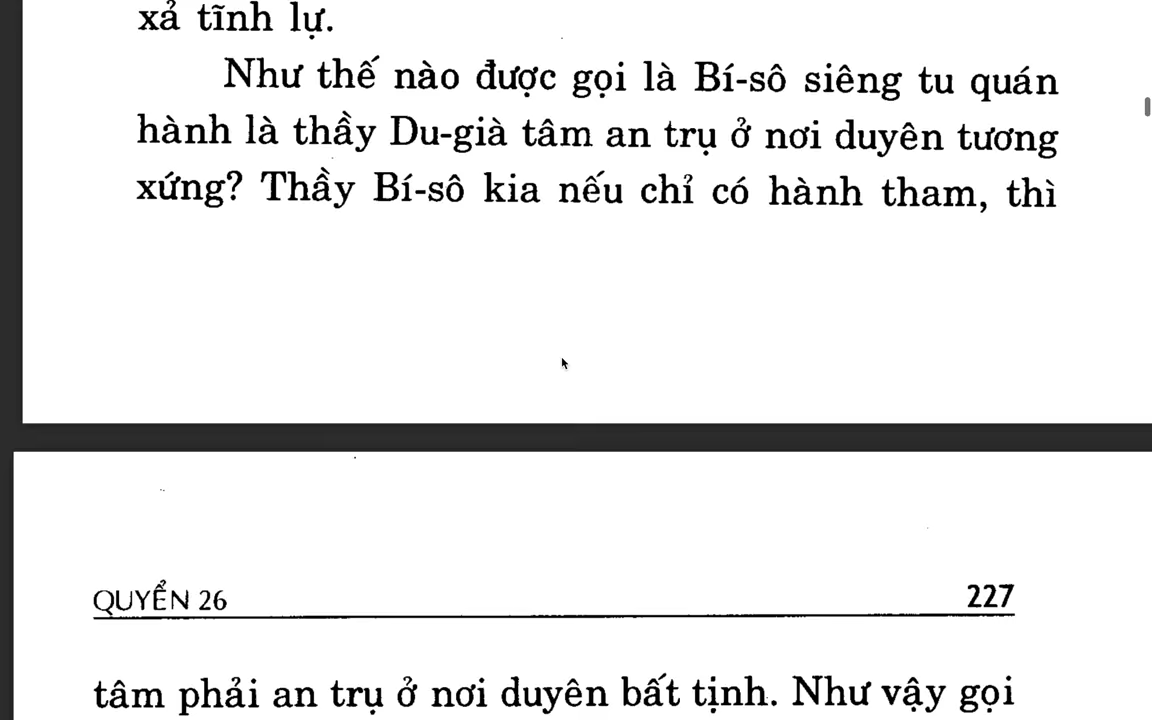 xả tĩnh lự.
Như thế nào được gọi là Bí-sô siêng tu quán
hành là thầy Du-già tâm an trụ ở nơi duyên tương
xứng? Thầy Bí-sô kia nếu chỉ có hành tham, thì
QUYỂN 26 227
tâm phải an trụ ở nơi duyên bất tịnh. Như vậy gọi